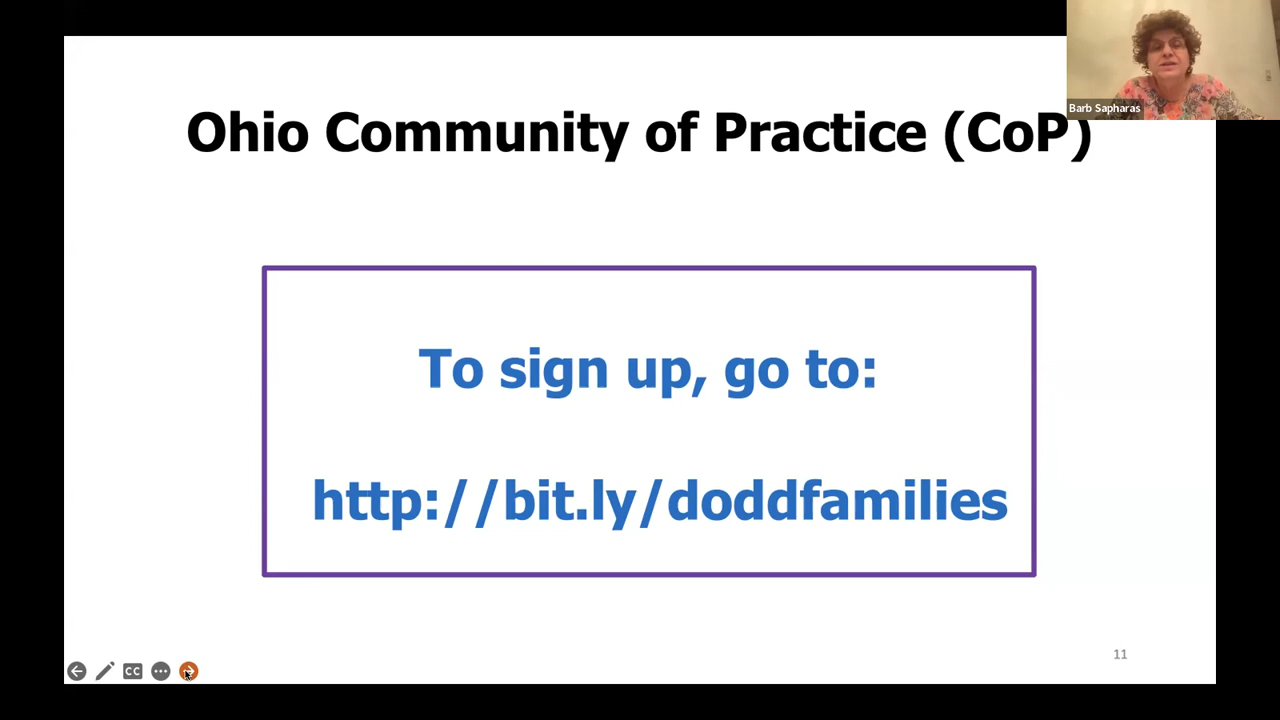 Barb Sapharas
Ohio Community of Practice (CoP)
To sign up, go to:
http://bit.ly/doddfamilies
11
CC